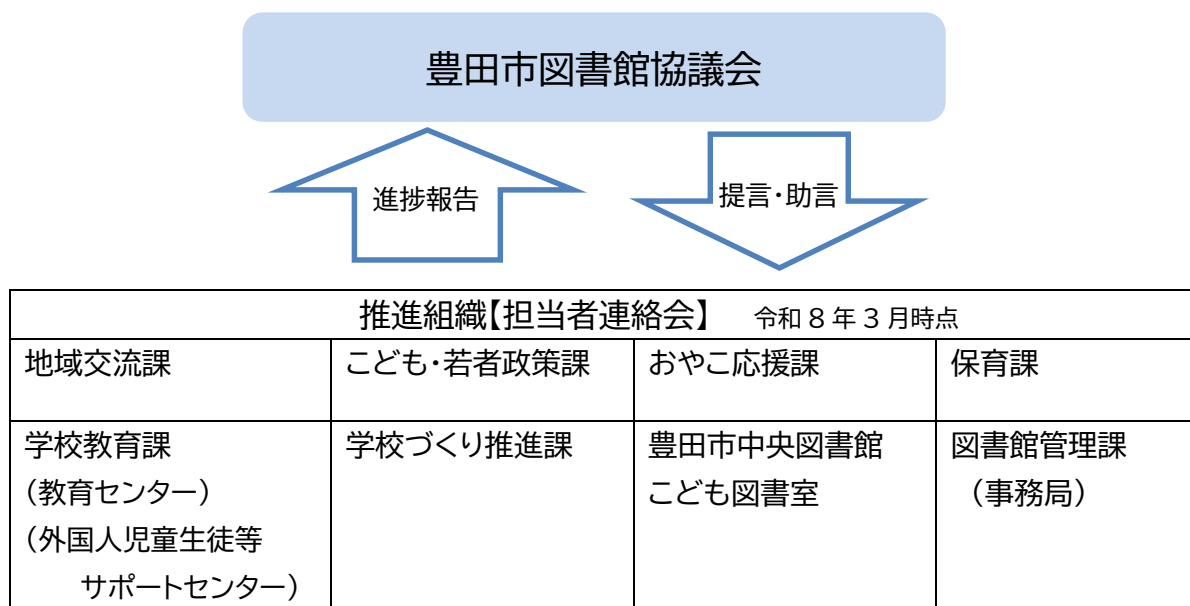 豊田市図書館協議会
進捗報告
提言・助言
推進組織【担当者連絡会】 令和8年3月時点
地域交流課
こども・若者政策課
おやこ応援課
保育課
学校教育課
（教育センター）
（外国人児童生徒等
サポートセンター）
学校づくり推進課
豊田市中央図書館
こども図書室
図書館管理課
（事務局）